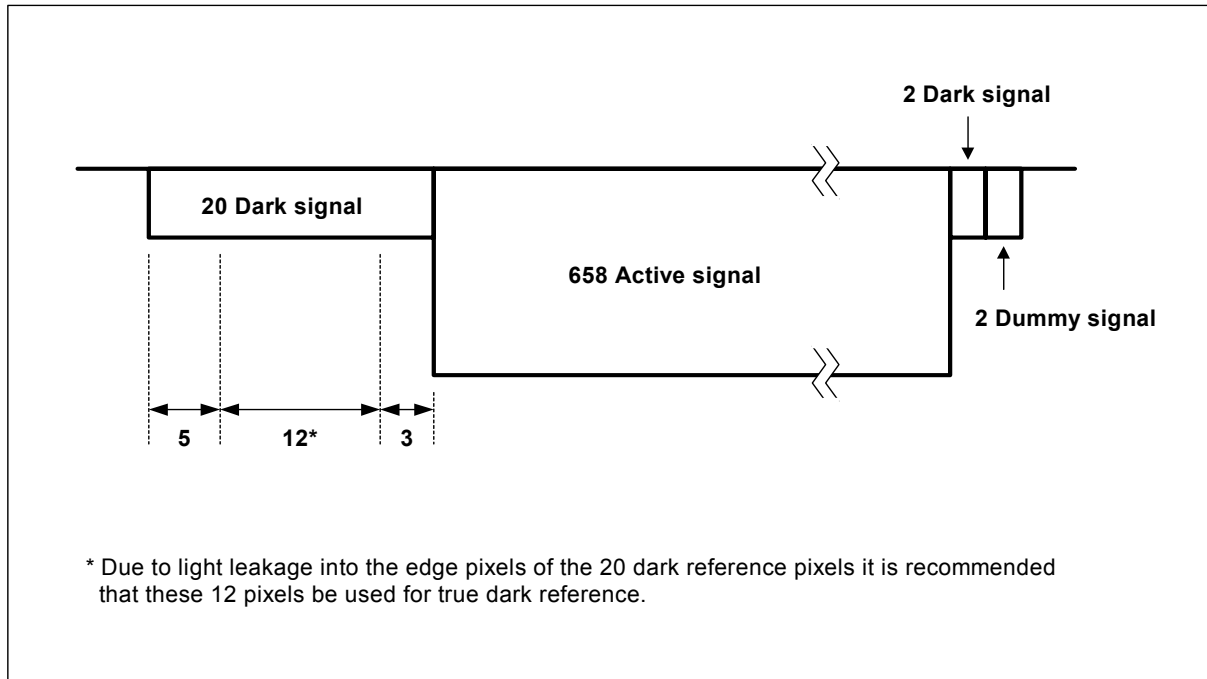 2 Dark signal
20 Dark signal
658 Active signal
2 Dummy signal
5
12*
3
* Due to light leakage into the edge pixels of the 20 dark reference pixels it is recommended
that these 12 pixels be used for true dark reference.